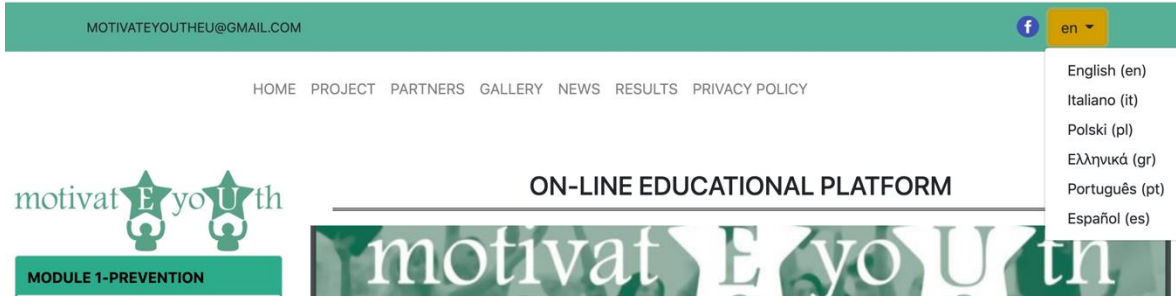 MOTIVATEYOUTHEU@GMAIL.COM
f
en
English (en)
Italiano (it)
Polski (pl)
Ελληνικά (gr)
Português (pt)
Español (es)
HOME PROJECT PARTNERS GALLERY NEWS RESULTS PRIVACY POLICY
motivatEyoUth
ON-LINE EDUCATIONAL PLATFORM
motivatEyoUth
MODULE 1-PREVENTION